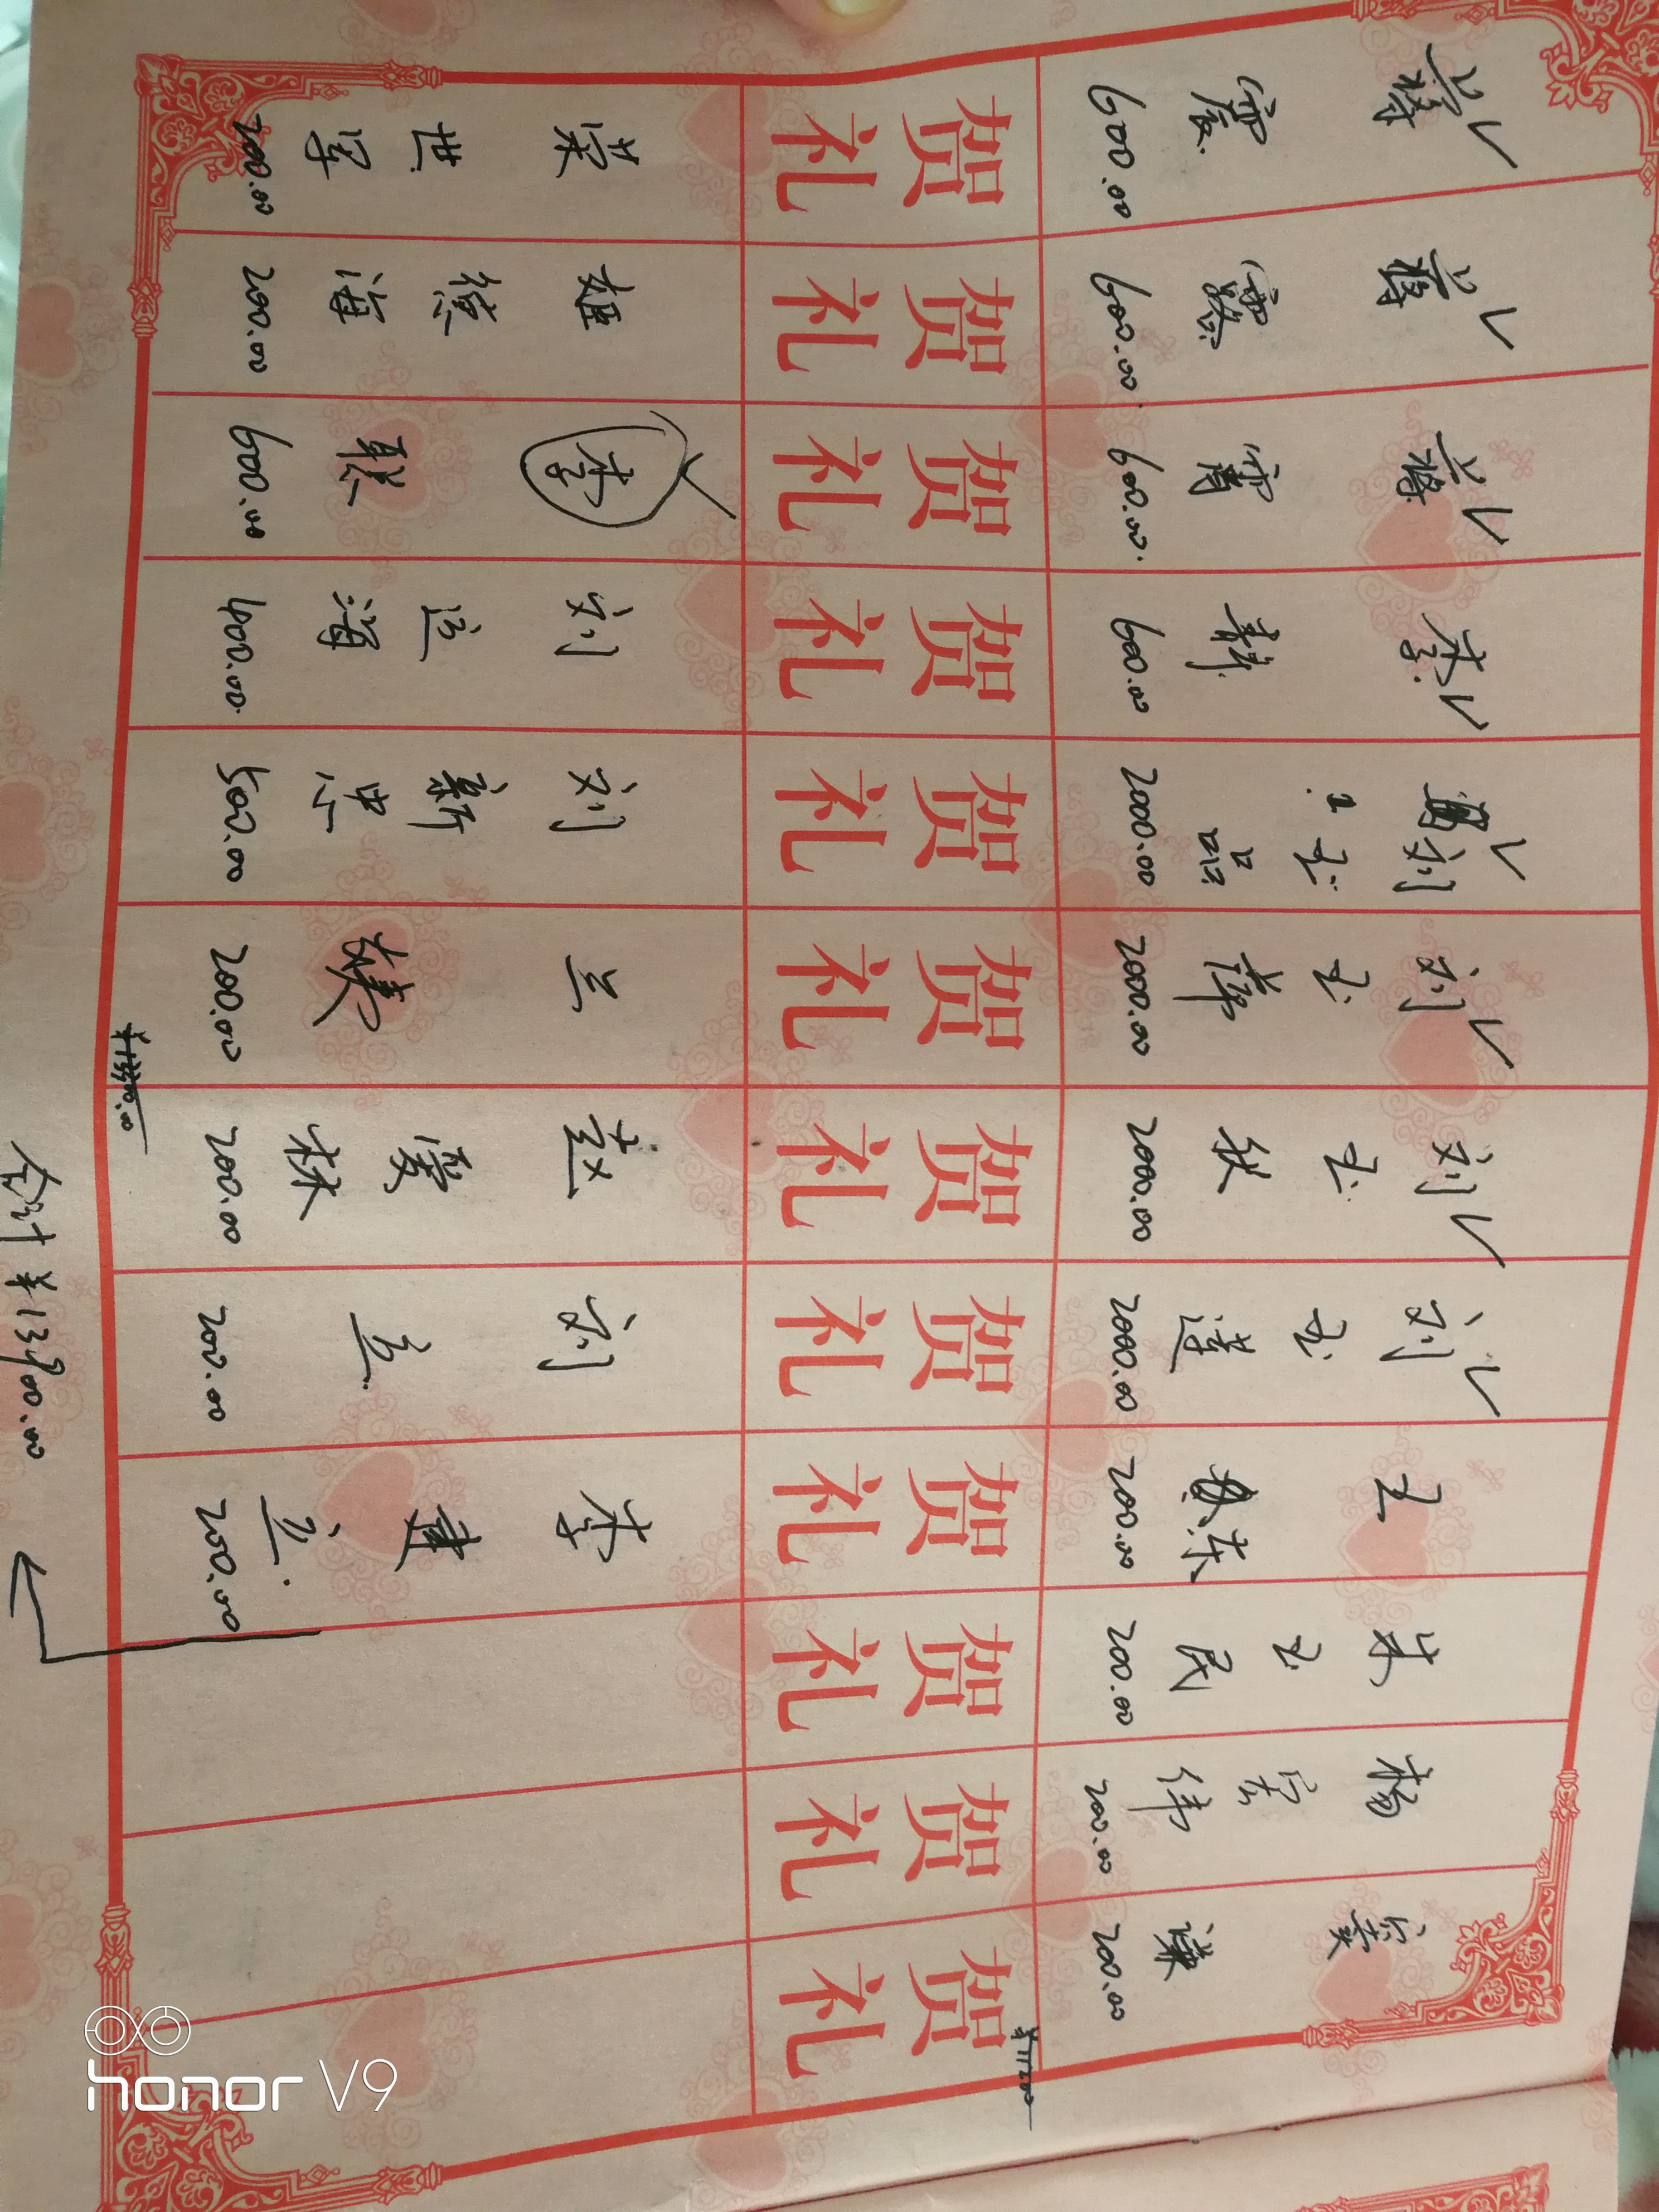 蒋震 600.00
蒋露 600.00
蒋霄 600.00
李静 600.00
刘玉品 2000.00
刘玉萍 2000.00
刘玉秋 2000.00
刘玉莲 2000.00
王东 200.00
朱玉民 200.00
杨宏伟 200.00
窦谦 200.00
¥11200
贺礼 贺礼 贺礼 贺礼 贺礼 贺礼 贺礼 贺礼 贺礼 贺礼 贺礼 贺礼
荣世军 200.00
姬德海 200.00
李聪 600.00
刘运海 400.00
刘新忠 500.00
兰 200.00
赵爱林 200.00
刘立 200.00
李建立 200.00
¥13300.00
合计 ¥13900.00
honor V9